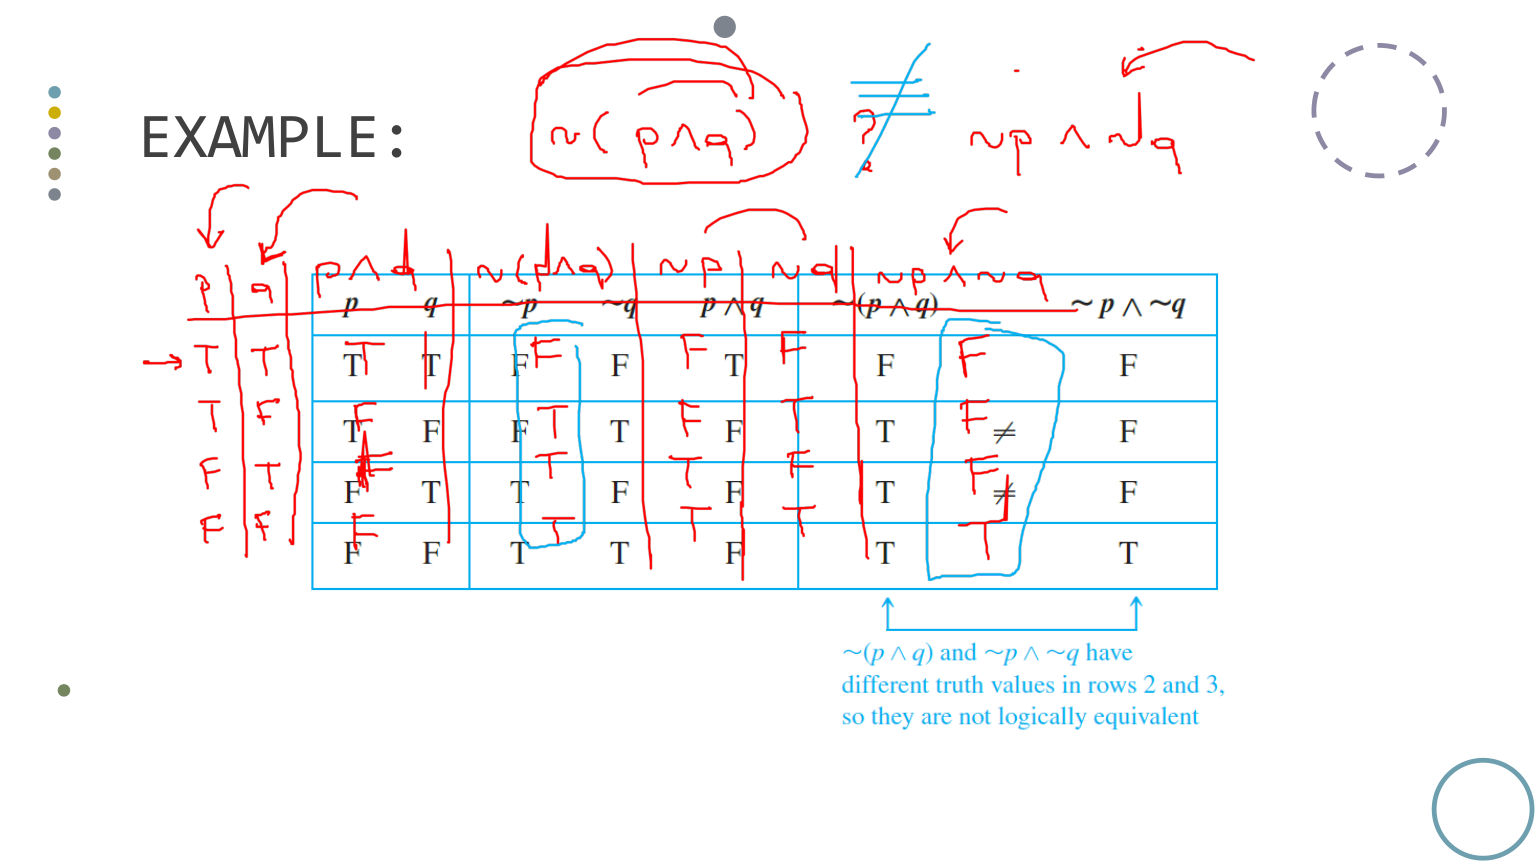 EXAMPLE:
~(p∧q) ≢ ? ~p ∧ ~q
p q p∧q ~(p∧q) ~p ~q ~p∧~q
p q ~p ~q p ∧ q ~(p ∧ q) ~p ∧ ~q
T T T F F F F
T T F F T F F
T F F T F T F
T F F T F T ≠ F
F T F T T F F
F T T F F T ≠ F
F F F T T T T
F F T T F T T
~(p ∧ q) and ~p ∧ ~q have
different truth values in rows 2 and 3,
so they are not logically equivalent